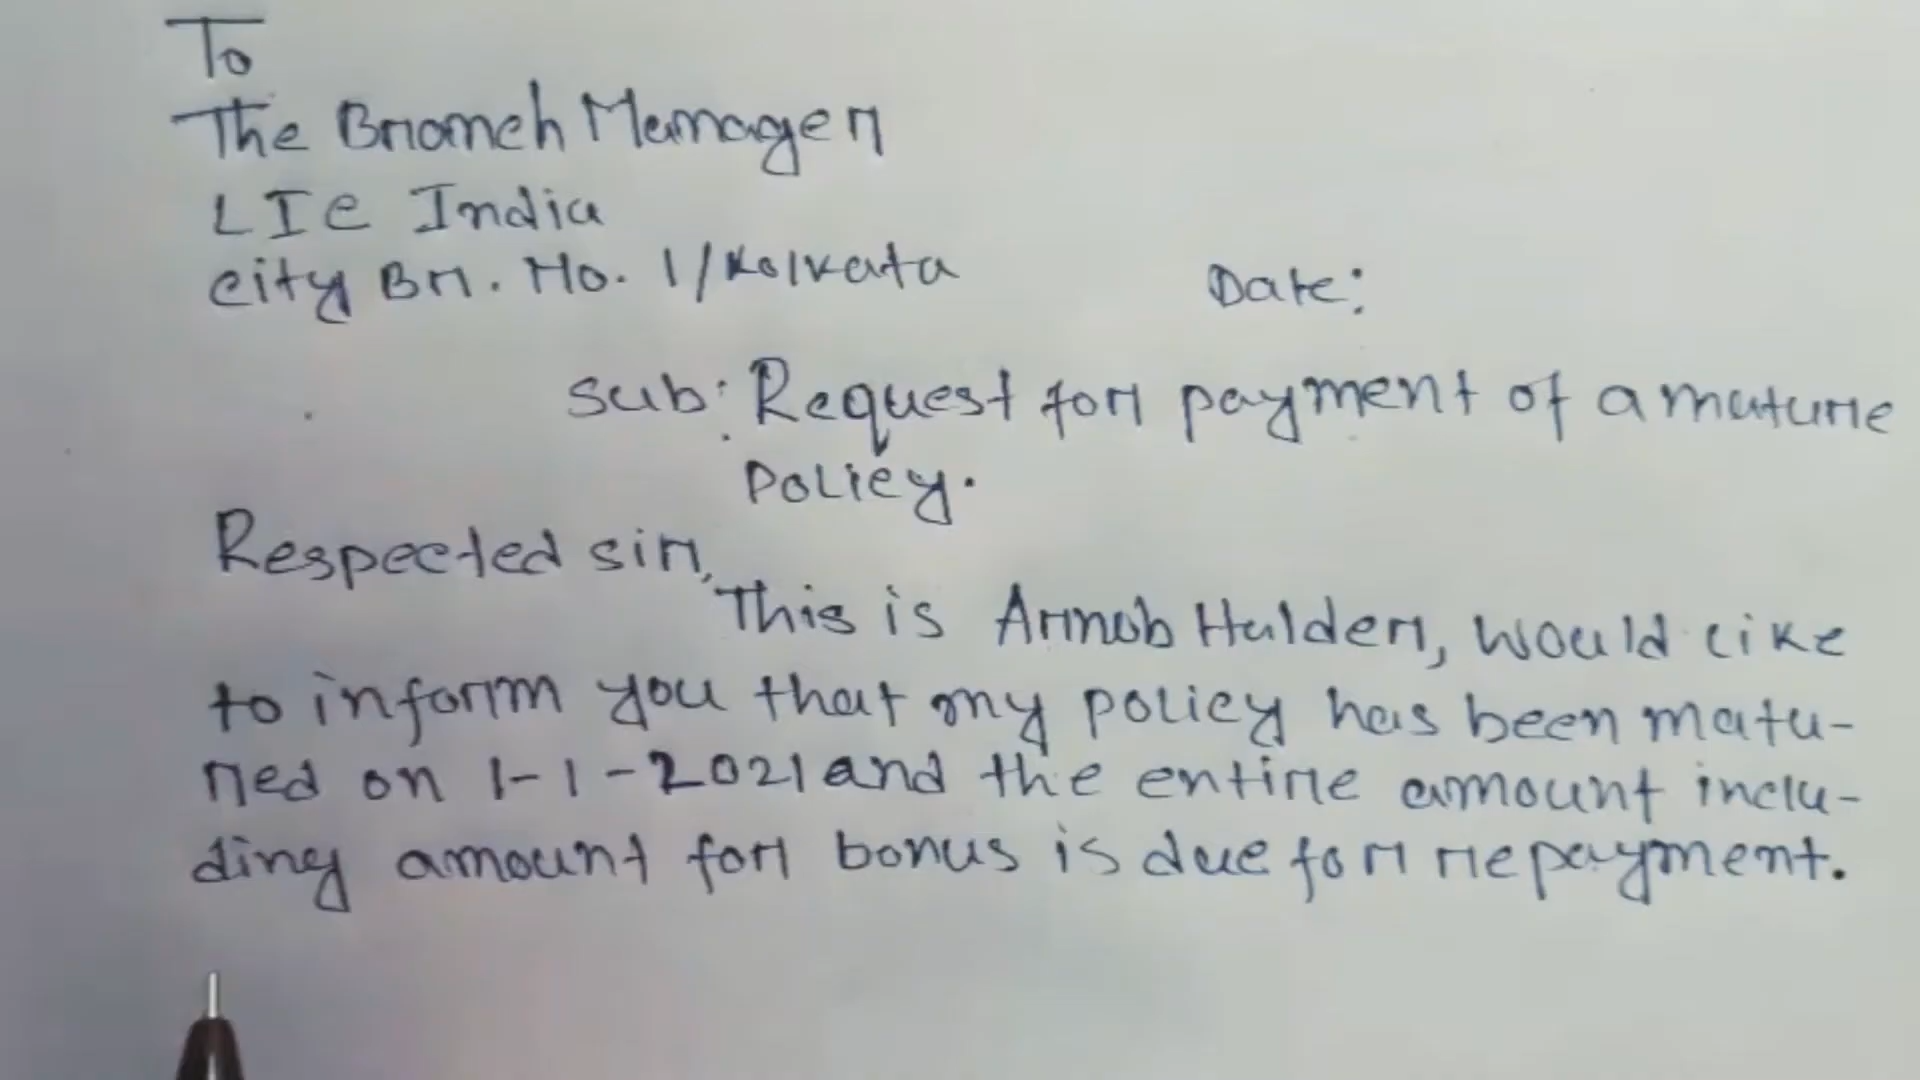 To
The Branch Manager
LIC India
City Br. No. 1/Kolkata
Date:
Sub: Request for payment of a mature
Policy.
Respected sir,
This is Arnab Halder, would like
to inform you that my policy has been matu-
red on 1-1-2021 and the entire amount inclu-
ding amount for bonus is due for repayment.